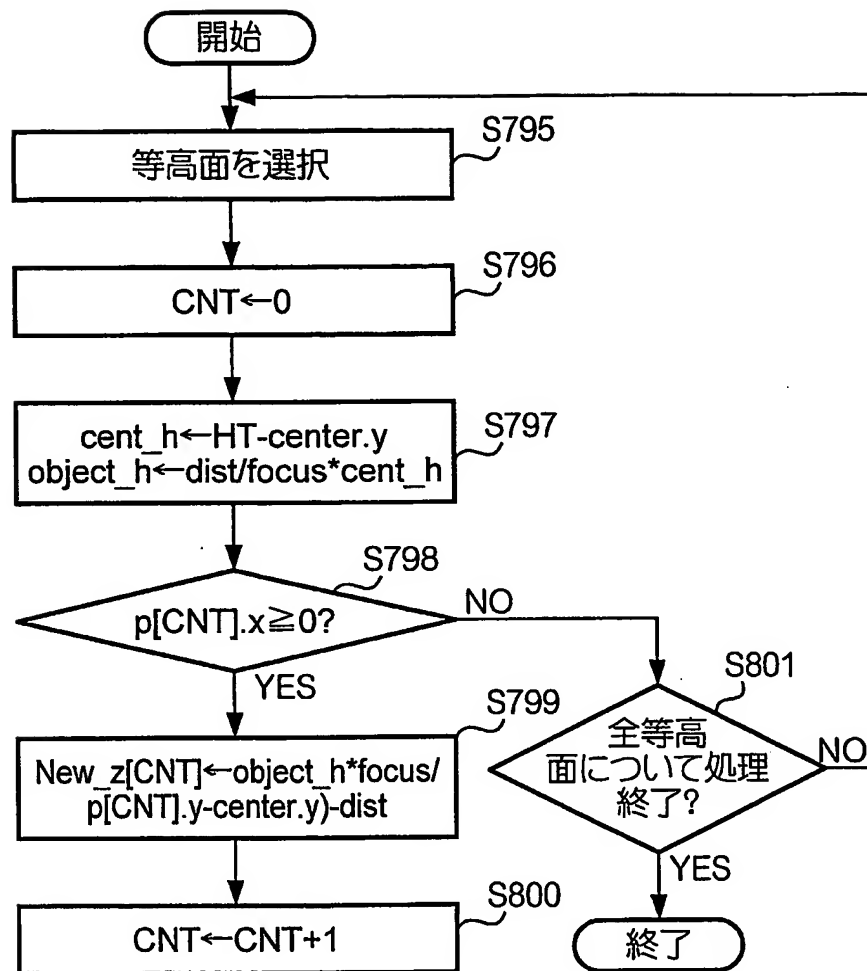 開始
S795
等高面を選択
S796
CNT←0
S797
cent_h←HT-center.y
object_h←dist/focus*cent_h
S798
p[CNT].x≧0?
NO
YES
S799
New_z[CNT]←object_h*focus/
p[CNT].y-center.y)-dist
S800
CNT←CNT+1
S801
全等高
面について処理
終了?
NO
YES
終了